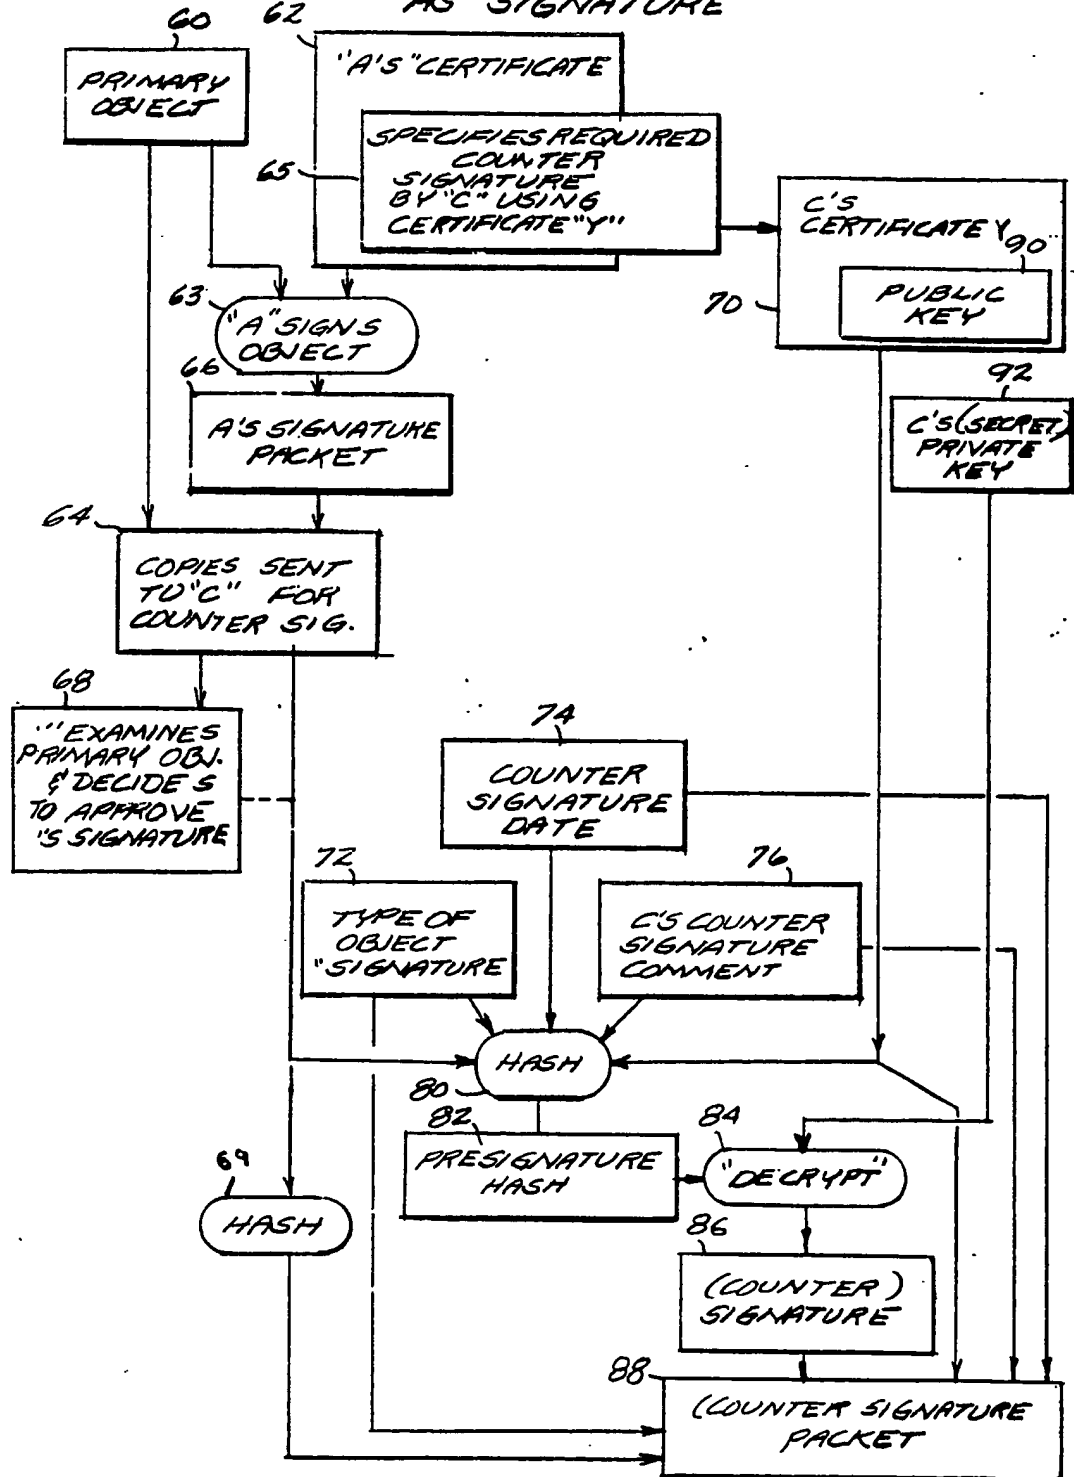 AS SIGNATURE
60
PRIMARY
OBJECT
62
"A'S" CERTIFICATE
65
SPECIFIES REQUIRED
COUNTER
SIGNATURE
BY "C" USING
CERTIFICATE "Y"
C'S
CERTIFICATE Y
90
70
PUBLIC
KEY
63
"A" SIGNS
OBJECT
92
C'S (SECRET)
PRIVATE
KEY
66
A'S SIGNATURE
PACKET
64
COPIES SENT
TO "C" FOR
COUNTER SIG.
68
"" EXAMINES
PRIMARY OBJ.
& DECIDES
TO APPROVE
"S SIGNATURE
74
COUNTER
SIGNATURE
DATE
72
TYPE OF
OBJECT
"SIGNATURE
76
C'S COUNTER
SIGNATURE
COMMENT
HASH
80
82
PRESIGNATURE
HASH
84
"DECRYPT"
69
HASH
86
(COUNTER)
SIGNATURE
88
(COUNTER SIGNATURE
PACKET